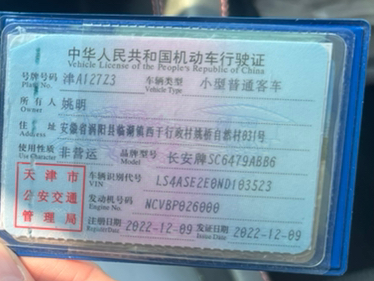 中华人民共和国机动车行驶证
Vehicle License of the People's Republic of China
号牌号码 津A12723 车辆类型 小型普通客车
Plate No. Vehicle Type
所有人 姚明
Owner
住址 安徽省涡阳县临湖镇西于行政村 自然村031号
Address
使用性质 非营运 品牌型号 长安牌SC6479ABB6
Use Character Model
天津市
公安交通
管理局
车辆识别代号 LS4ASE2E0ND103523
VIN
发动机号码 NCVBP026000
Engine No.
注册日期 2022-12-09 发证日期 2022-12-09
Register Date Issue Date